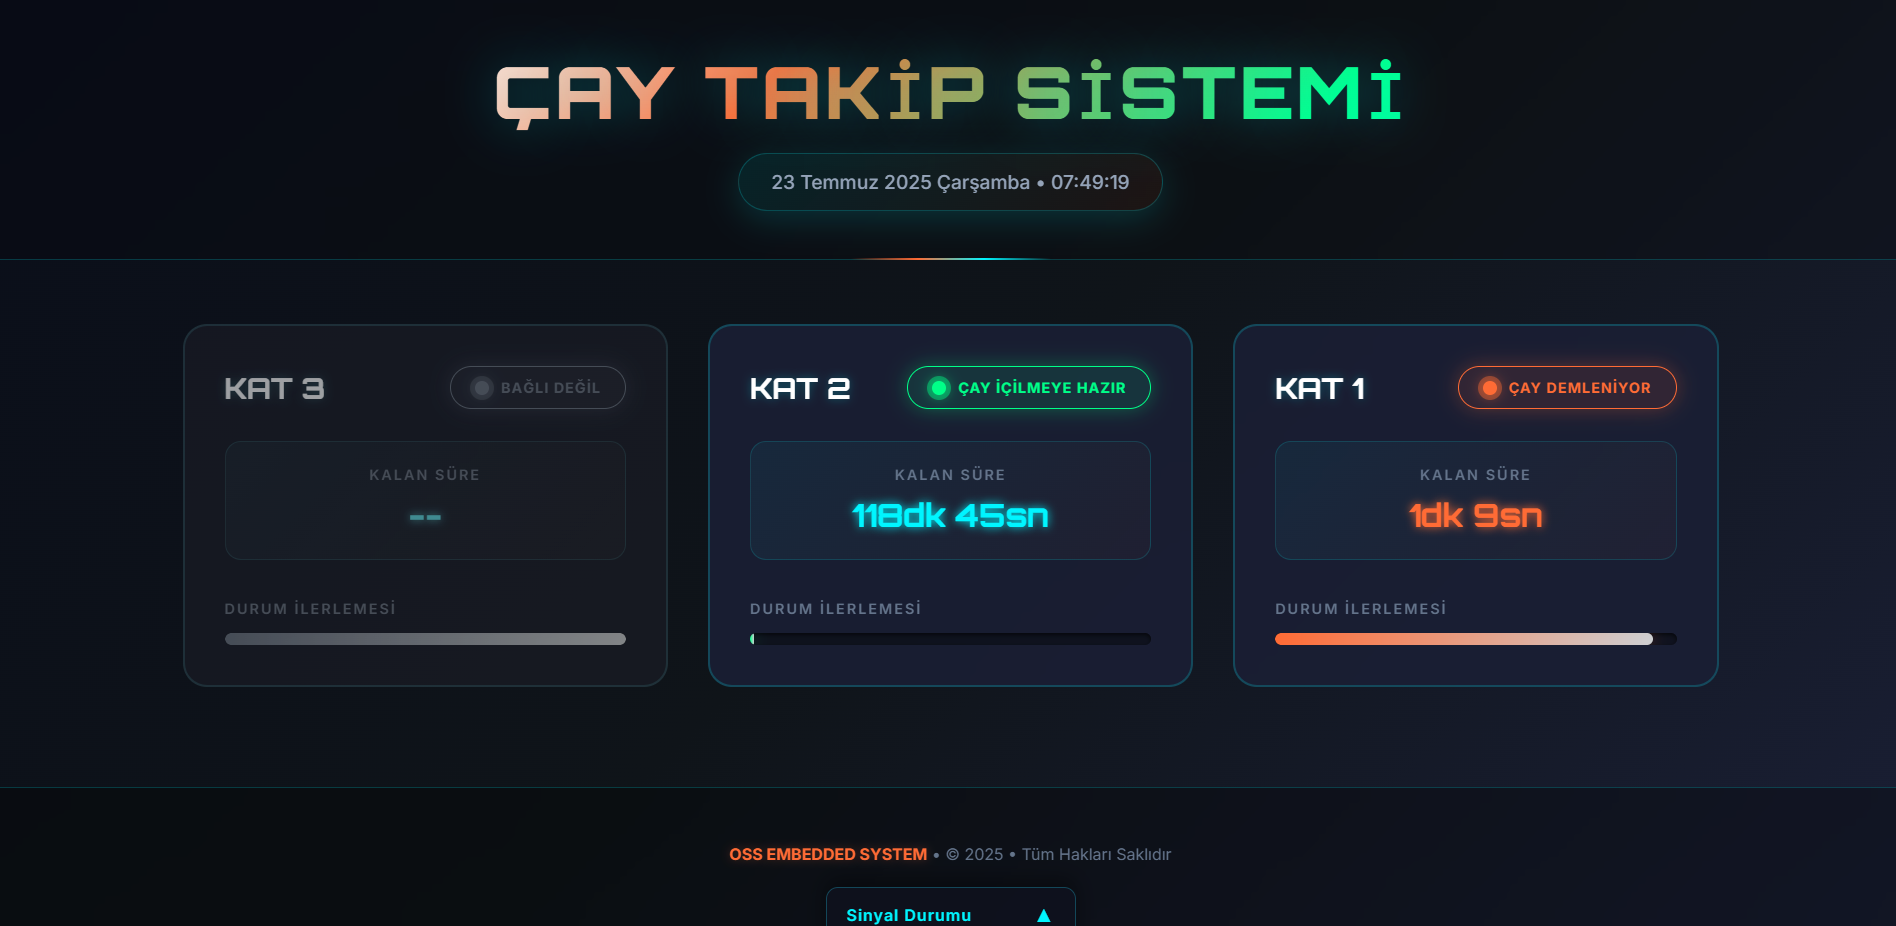 ÇAY TAKİP SİSTEMİ
23 Temmuz 2025 Çarşamba • 07:49:19
KAT 3
BAĞLI DEĞİL
KALAN SÜRE
--
DURUM İLERLEMESİ
KAT 2
ÇAY İÇİLMEYE HAZIR
KALAN SÜRE
118dk 45sn
DURUM İLERLEMESİ
KAT 1
ÇAY DEMLENİYOR
KALAN SÜRE
1dk 9sn
DURUM İLERLEMESİ
OSS EMBEDDED SYSTEM • © 2025 • Tüm Hakları Saklıdır
Sinyal Durumu ▲